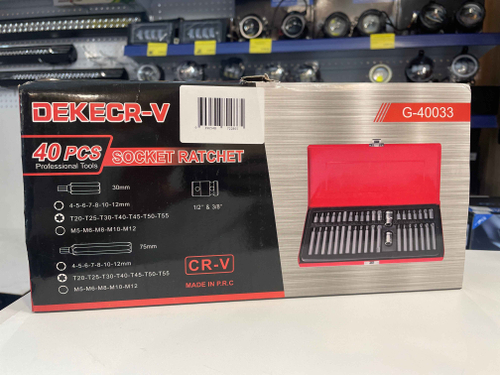 DEKECR-V
G-40033
40 PCS
Professional Tools
SOCKET RATCHET
30mm
4-5-6-7-8-10-12mm
1/2" & 3/8"
T20-T25-T30-T40-T45-T50-T55
M5-M6-M8-M10-M12
75mm
4-5-6-7-8-10-12mm
T20-T25-T30-T40-T45-T50-T55
M5-M6-M8-M10-M12
CR-V
MADE IN P.R.C